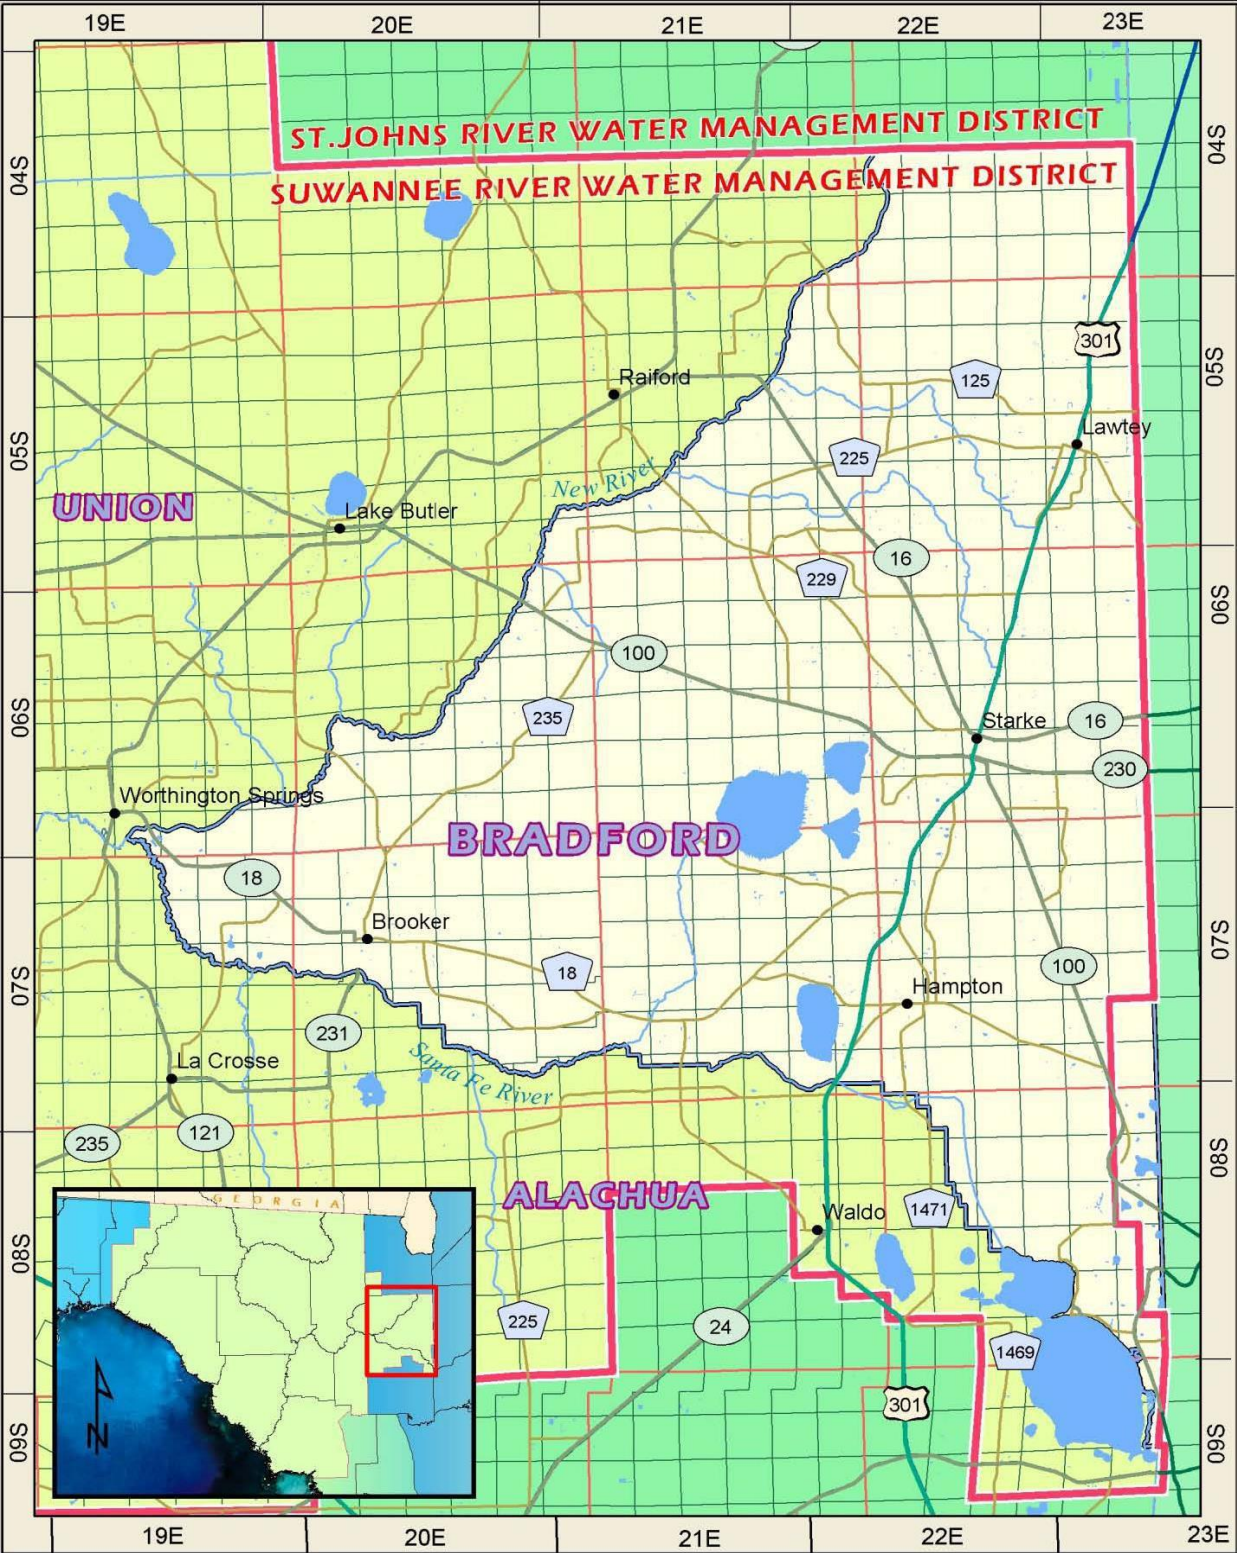 19E 20E 21E 22E 23E
ST.JOHNS RIVER WATER MANAGEMENT DISTRICT
04S
04S
SUWANNEE RIVER WATER MANAGEMENT DISTRICT
301
Raiford
125
05S
Lawtey
05S
225
New River
UNION
Lake Butler
16
229
06S
100
235
06S
Starke
16
230
Worthington Springs
BRADFORD
18
Brooker
07S
18
100
07S
Hampton
231
Santa Fe River
La Crosse
235
121
08S
ALACHUA
GEORGIA
1471
Waldo
08S
225
24
1469
301
N
09S
09S
19E 20E 21E 22E 23E